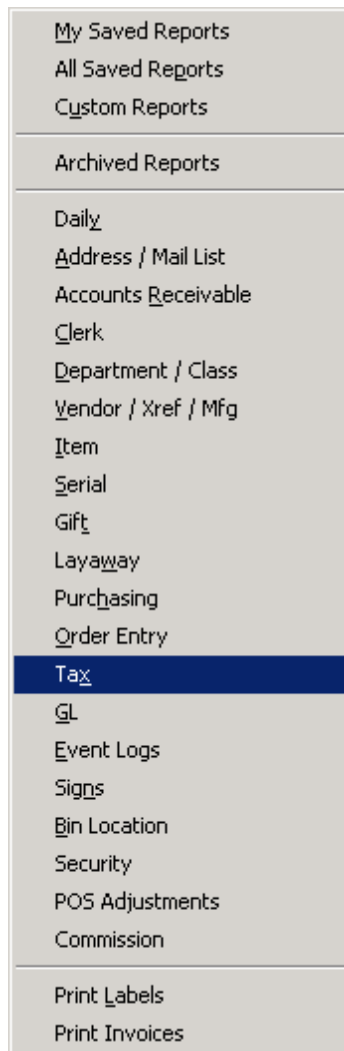 My Saved Reports
All Saved Reports
Custom Reports
Archived Reports
Daily
Address / Mail List
Accounts Receivable
Clerk
Department / Class
Vendor / Xref / Mfg
Item
Serial
Gift
Layaway
Purchasing
Order Entry
Tax
GL
Event Logs
Signs
Bin Location
Security
POS Adjustments
Commission
Print Labels
Print Invoices